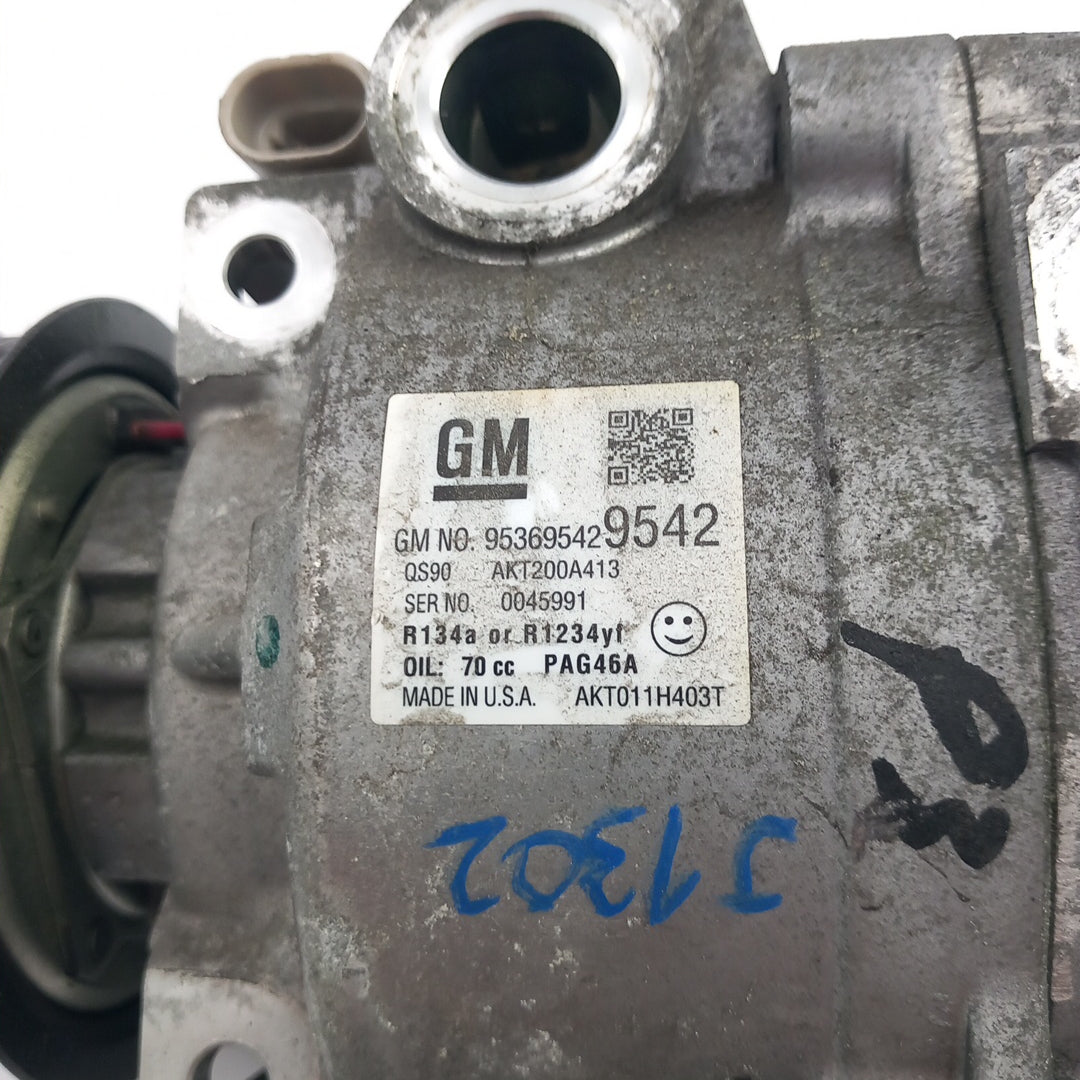 GM
GM NO. 95369542 9542
QS90 AKT200A413
SER NO. 0045991
R134a or R1234yf
OIL: 70 cc PAG46A
MADE IN U.S.A. AKT011H403T
J1302